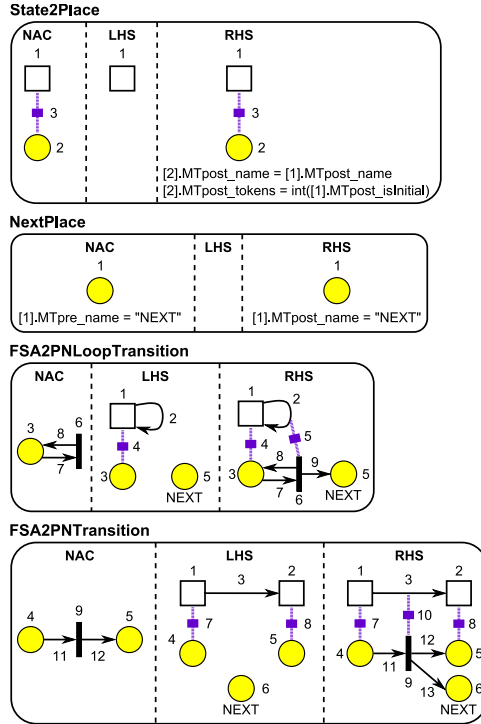 State2Place
NAC LHS RHS
1 1 1
3 3
2 2
[2].MTpost_name = [1].MTpost_name
[2].MTpost_tokens = int([1].MTpost_isInitial)
NextPlace
NAC LHS RHS
1 1
[1].MTpre_name = "NEXT" [1].MTpost_name = "NEXT"
FSA2PNLoopTransition
NAC LHS RHS
1 1 2
6 2
4 4 5
3 8 3 5 3 8 9 5
7 NEXT 7 NEXT
6
FSA2PNTransition
NAC LHS RHS
1 2 1 2
3 3
9 7 8 7 10 8
4 5 4 5 4 12 5
11 12 11
9 13
6 6
NEXT NEXT